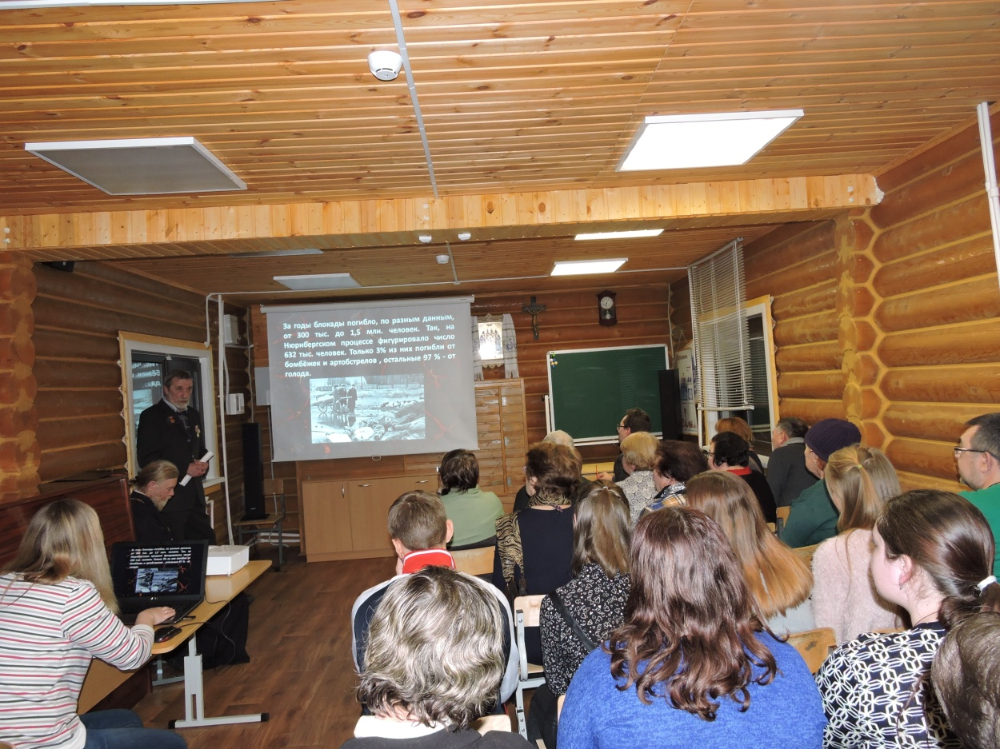 За годы блокады погибло, по разным данным,
от 300 тыс. до 1,5 млн. человек. Так, на
Нюрнбергском процессе фигурировало число
632 тыс. человек. Только 3% из них погибли от
бомбёжек и артобстрелов , остальные 97 % - от
голода.